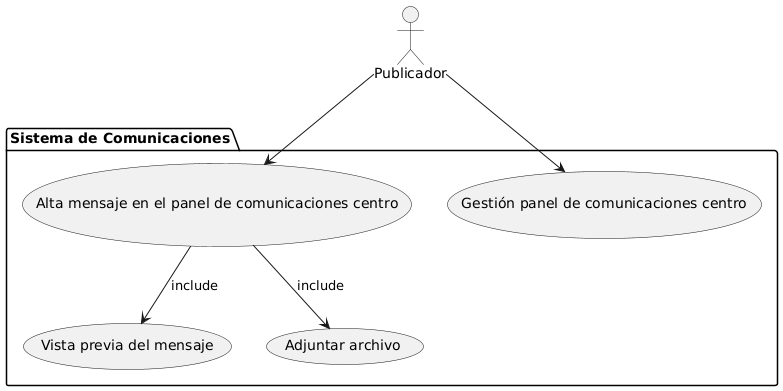 Publicador
Sistema de Comunicaciones
Alta mensaje en el panel de comunicaciones centro
Gestión panel de comunicaciones centro
include
include
Vista previa del mensaje
Adjuntar archivo